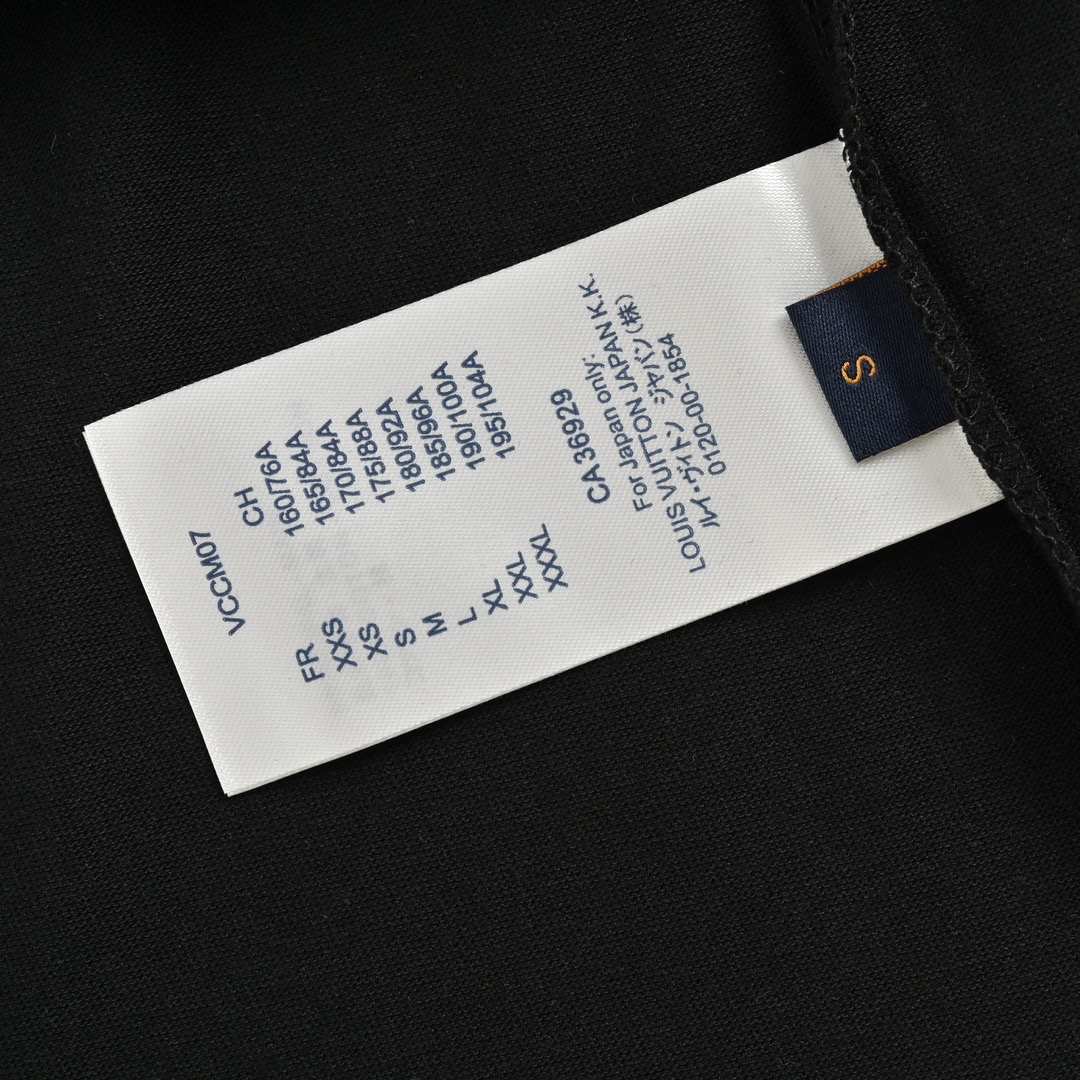 VCCM07
FR CH
XXS 160/76A
XS 165/84A
S 170/84A
M 175/88A
L 180/92A
XL 185/96A
XXL 190/100A
XXXL 195/104A
CA 36929
For Japan only:
LOUIS VUITTON JAPAN K.K.
ルイ・ヴィトン ジャパン(株)
0120-00-1854
S